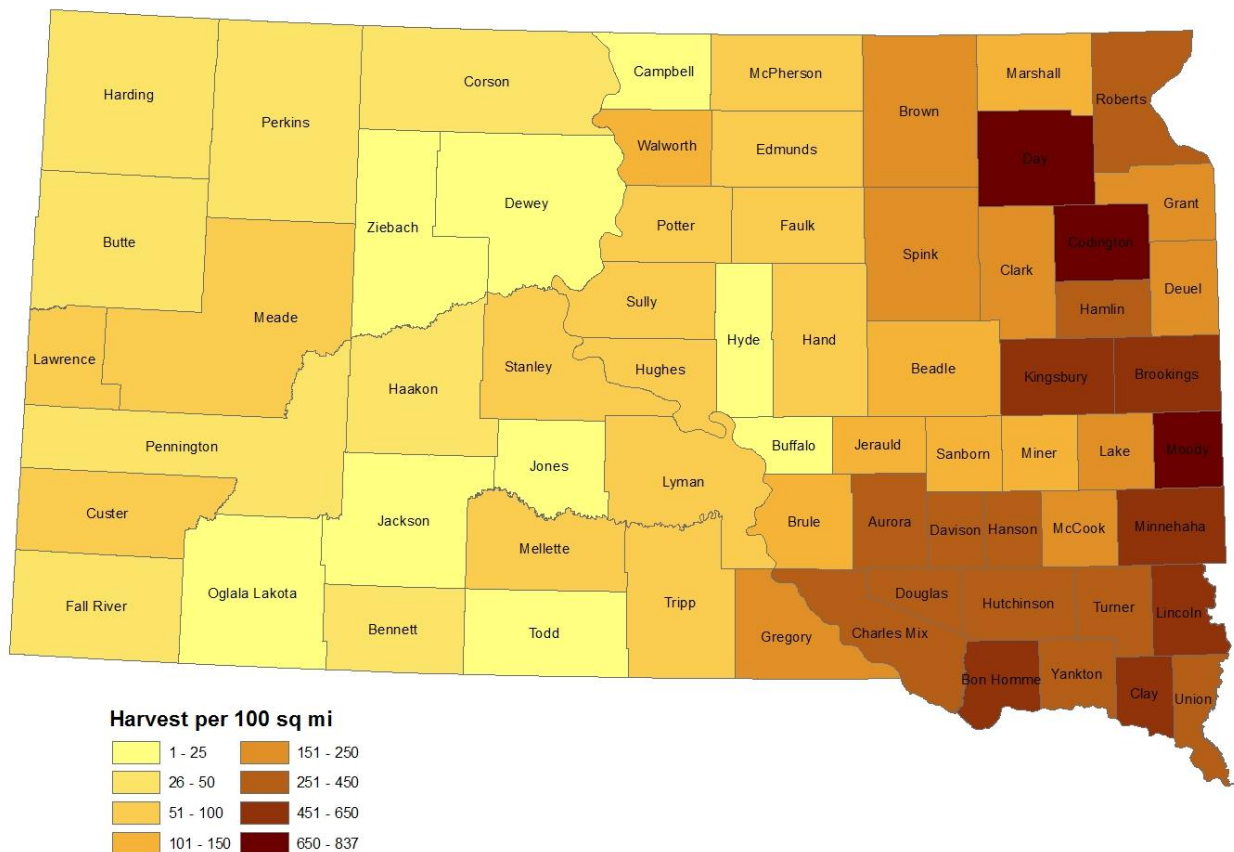 Campbell
McPherson
Marshall
Harding
Corson
Roberts
Perkins
Brown
Walworth
Edmunds
Day
Dewey
Grant
Ziebach
Potter
Faulk
Butte
Spink
Codington
Clark
Deuel
Sully
Hamlin
Meade
Hyde
Hand
Lawrence
Stanley
Hughes
Beadle
Kingsbury
Brookings
Haakon
Pennington
Buffalo
Jerauld
Sanborn
Miner
Lake
Moody
Jones
Lyman
Custer
Jackson
Brule
Aurora
Davison
Hanson
McCook
Minnehaha
Mellette
Oglala Lakota
Fall River
Tripp
Douglas
Hutchinson
Turner
Lincoln
Bennett
Todd
Gregory
Charles Mix
Bon Homme
Yankton
Clay
Union
Harvest per 100 sq mi
1 - 25
151 - 250
26 - 50
251 - 450
51 - 100
451 - 650
101 - 150
650 - 837